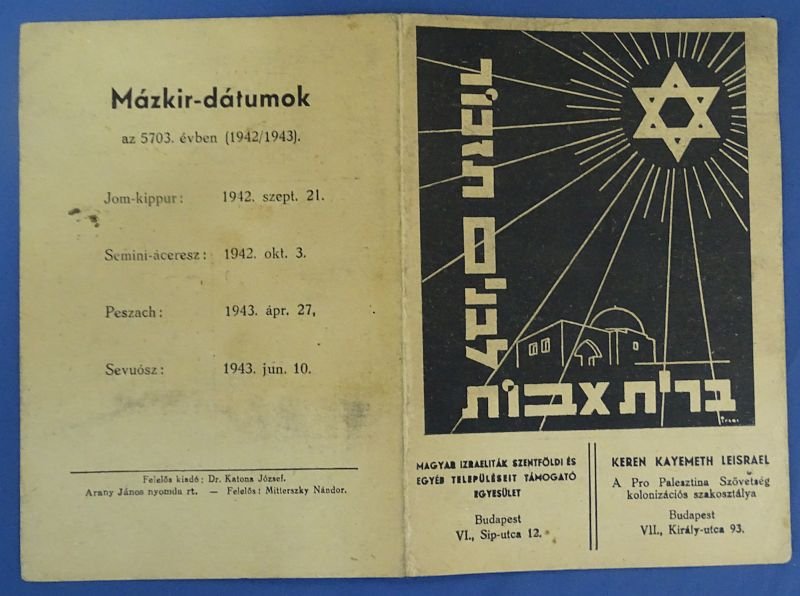 Mázkir-dátumok
az 5703. évben (1942/1943).
Jom-kippur: 1942. szept. 21.
Semini-áceresz: 1942. okt. 3.
Peszach: 1943. ápr. 27,
Sevuósz: 1943. jun. 10.
Felelős kiadó: Dr. Katona József.
Arany János nyomda rt. — Felelős: Mitterszky Nándor.
ברית אבות
לבנים תזכור
MAGYAR IZRAELITÁK SZENTFÖLDI ÉS
EGYÉB TELEPÜLÉSEIT TÁMOGATÓ
EGYESÜLET
Budapest
VI., Sip-utca 12.
KEREN KAYEMETH LEISRAEL
A Pro Palesztina Szövetség
kolonizációs szakosztálya
Budapest
VII., Király-utca 93.